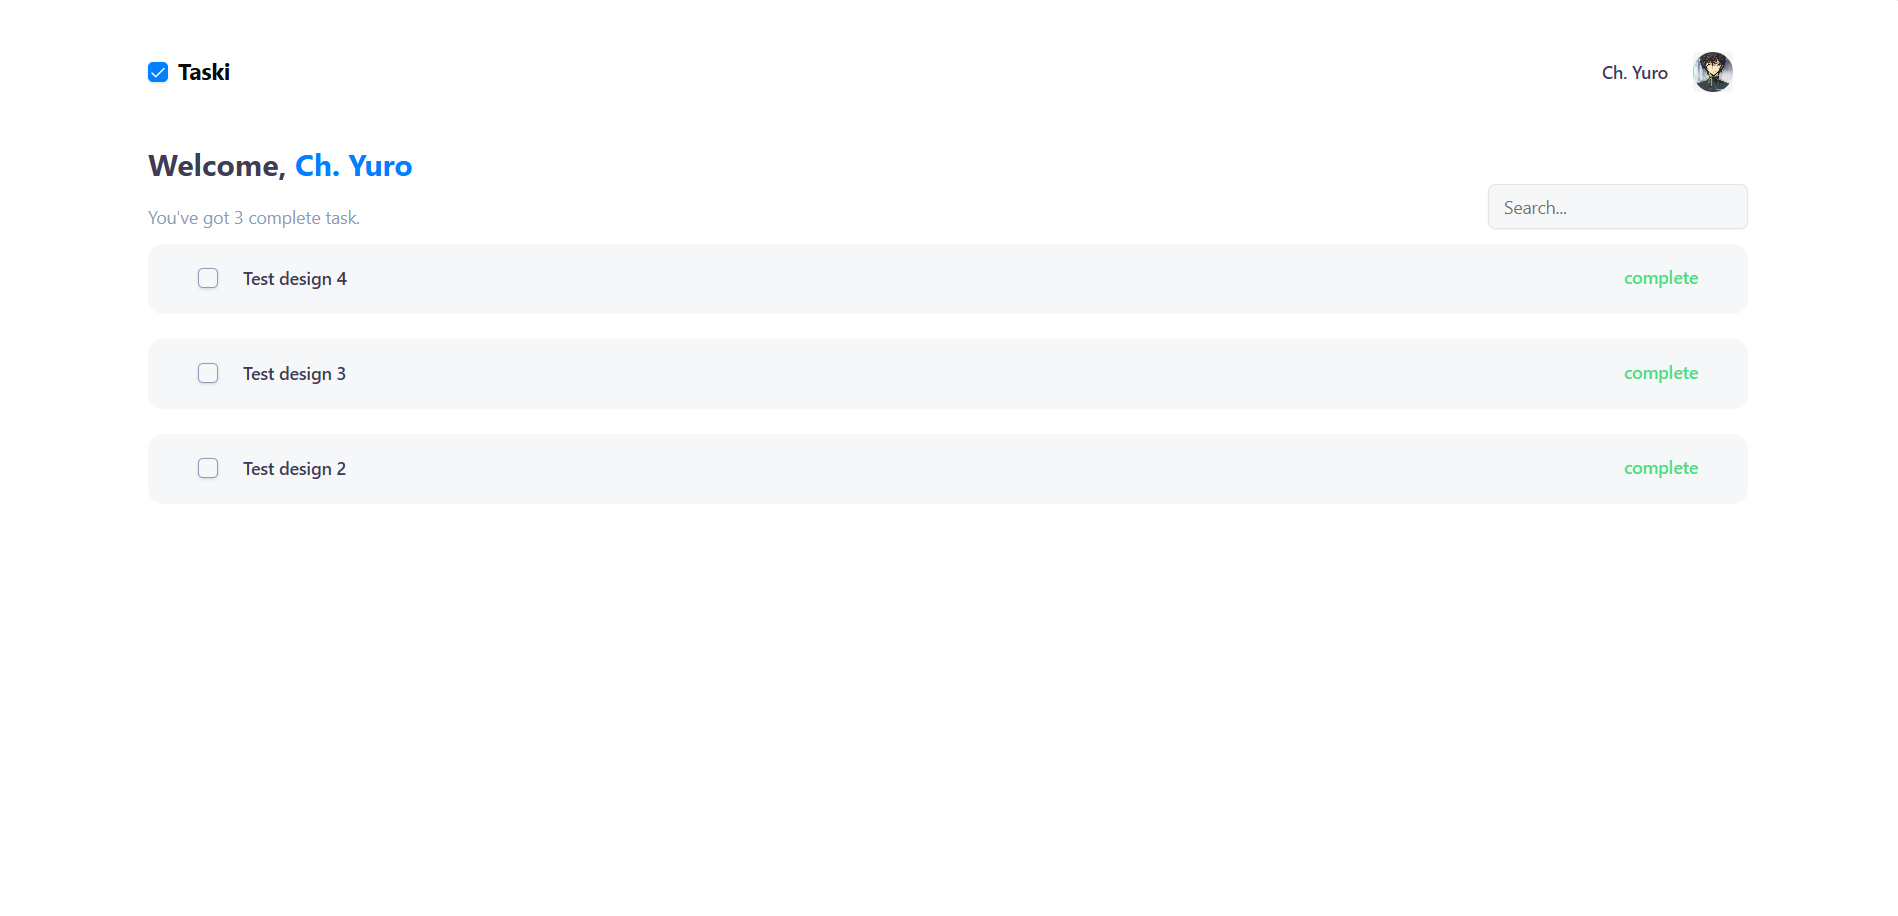 Taski
Ch. Yuro
Welcome, Ch. Yuro
You've got 3 complete task.
Search...
Test design 4
complete
Test design 3
complete
Test design 2
complete